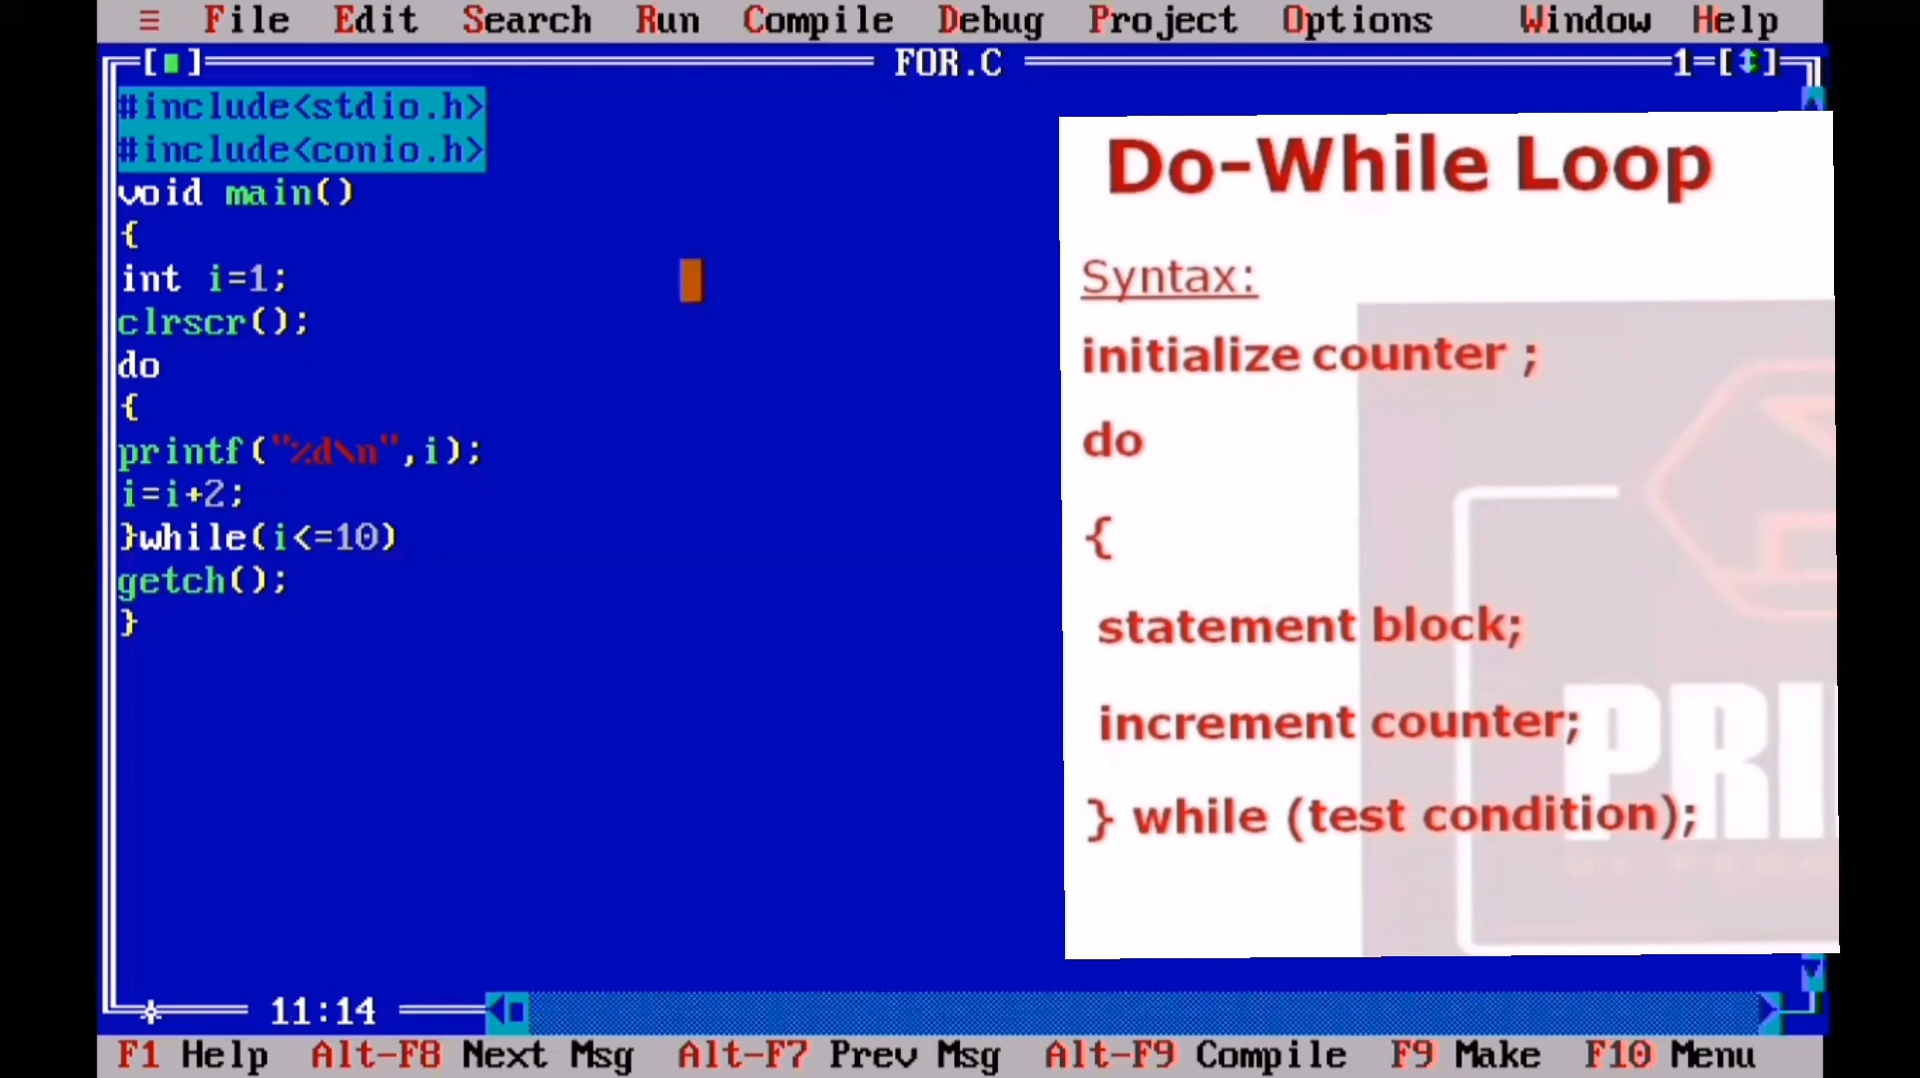 ≡ File Edit Search Run Compile Debug Project Options Window Help
[■] FOR.C 1=[↕]
#include<stdio.h>
#include<conio.h>
void main()
{
int i=1;
clrscr();
do
{
printf("%d\n",i);
i=i+2;
}while(i<=10)
getch();
}
11:14
F1 Help Alt-F8 Next Msg Alt-F7 Prev Msg Alt-F9 Compile F9 Make F10 Menu
Do-While Loop
Syntax:
initialize counter ;
do
{
statement block;
increment counter;
} while (test condition);
PRI